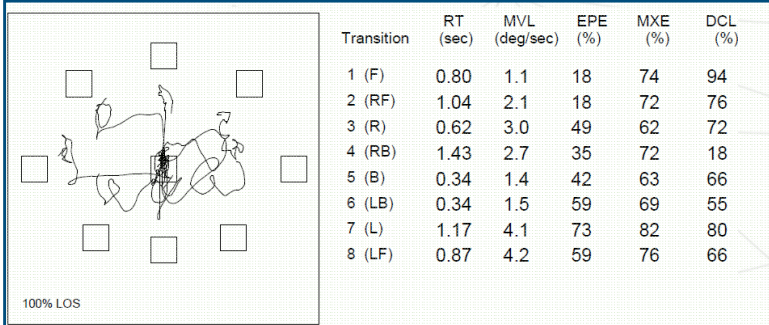 Transition RT (sec) MVL (deg/sec) EPE (%) MXE (%) DCL (%)
1 (F) 0.80 1.1 18 74 94
2 (RF) 1.04 2.1 18 72 76
3 (R) 0.62 3.0 49 62 72
4 (RB) 1.43 2.7 35 72 18
5 (B) 0.34 1.4 42 63 66
6 (LB) 0.34 1.5 59 69 55
7 (L) 1.17 4.1 73 82 80
8 (LF) 0.87 4.2 59 76 66
100% LOS